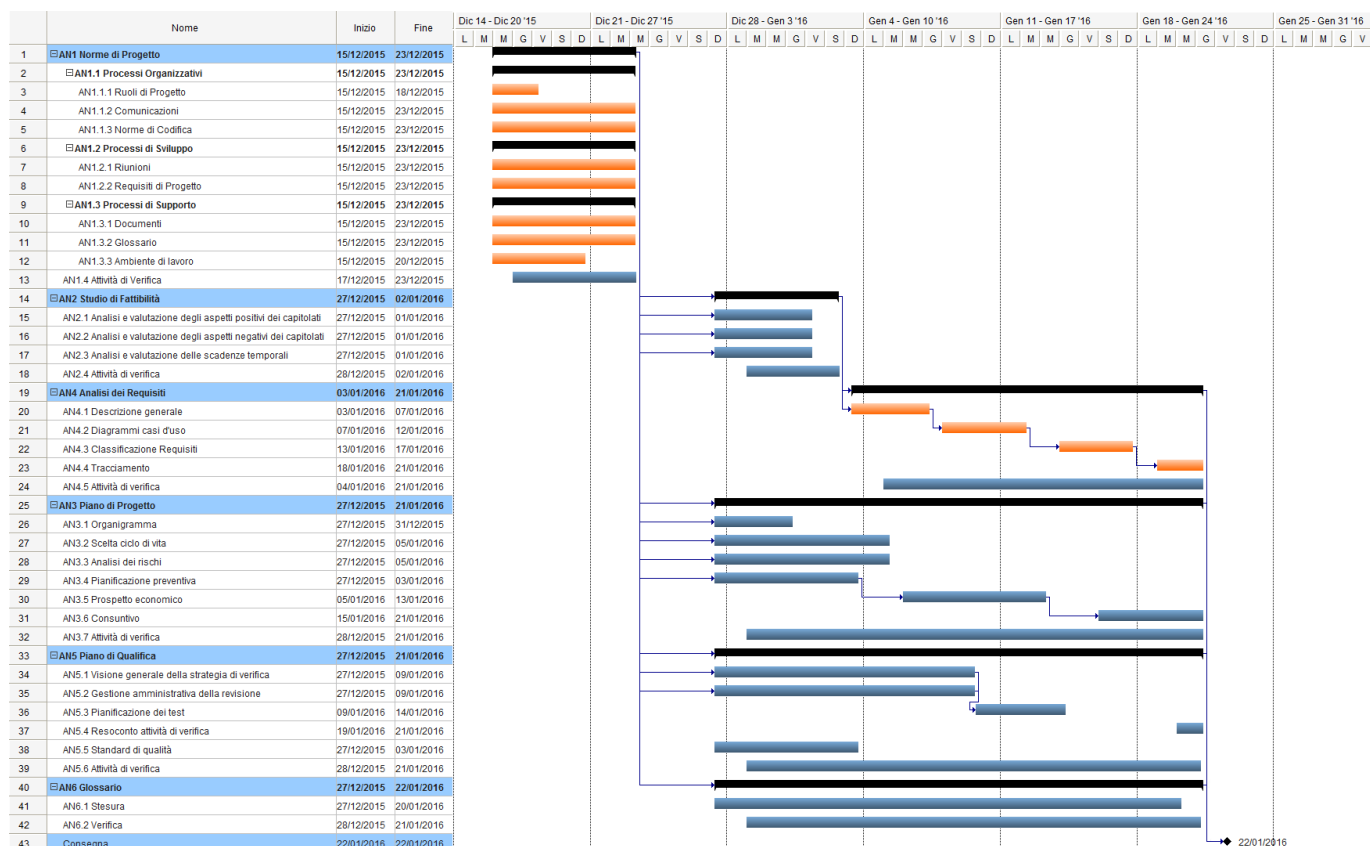 Nome Inizio Fine Dic 14 - Dic 20 '15 Dic 21 - Dic 27 '15 Dic 28 - Gen 3 '16 Gen 4 - Gen 10 '16 Gen 11 - Gen 17 '16 Gen 18 - Gen 24 '16 Gen 25 - Gen 31 '16
L M M G V S D L M M G V S D L M M G V S D L M M G V S D L M M G V S D L M M G V S D L M M G V
1 AN1 Norme di Progetto 15/12/2015 23/12/2015
2 AN1.1 Processi Organizzativi 15/12/2015 23/12/2015
3 AN1.1.1 Ruoli di Progetto 15/12/2015 18/12/2015
4 AN1.1.2 Comunicazioni 15/12/2015 23/12/2015
5 AN1.1.3 Norme di Codifica 15/12/2015 23/12/2015
6 AN1.2 Processi di Sviluppo 15/12/2015 23/12/2015
7 AN1.2.1 Riunioni 15/12/2015 23/12/2015
8 AN1.2.2 Requisiti di Progetto 15/12/2015 23/12/2015
9 AN1.3 Processi di Supporto 15/12/2015 23/12/2015
10 AN1.3.1 Documenti 15/12/2015 23/12/2015
11 AN1.3.2 Glossario 15/12/2015 23/12/2015
12 AN1.3.3 Ambiente di lavoro 15/12/2015 20/12/2015
13 AN1.4 Attività di Verifica 17/12/2015 23/12/2015
14 AN2 Studio di Fattibilità 27/12/2015 02/01/2016
15 AN2.1 Analisi e valutazione degli aspetti positivi dei capitolati 27/12/2015 01/01/2016
16 AN2.2 Analisi e valutazione degli aspetti negativi dei capitolati 27/12/2015 01/01/2016
17 AN2.3 Analisi e valutazione delle scadenze temporali 27/12/2015 01/01/2016
18 AN2.4 Attività di verifica 28/12/2015 02/01/2016
19 AN4 Analisi dei Requisiti 03/01/2016 21/01/2016
20 AN4.1 Descrizione generale 03/01/2016 07/01/2016
21 AN4.2 Diagrammi casi d'uso 07/01/2016 12/01/2016
22 AN4.3 Classificazione Requisiti 13/01/2016 17/01/2016
23 AN4.4 Tracciamento 18/01/2016 21/01/2016
24 AN4.5 Attività di verifica 04/01/2016 21/01/2016
25 AN3 Piano di Progetto 27/12/2015 21/01/2016
26 AN3.1 Organigramma 27/12/2015 31/12/2015
27 AN3.2 Scelta ciclo di vita 27/12/2015 05/01/2016
28 AN3.3 Analisi dei rischi 27/12/2015 05/01/2016
29 AN3.4 Pianificazione preventiva 27/12/2015 03/01/2016
30 AN3.5 Prospetto economico 05/01/2016 13/01/2016
31 AN3.6 Consuntivo 15/01/2016 21/01/2016
32 AN3.7 Attività di verifica 28/12/2015 21/01/2016
33 AN5 Piano di Qualifica 27/12/2015 21/01/2016
34 AN5.1 Visione generale della strategia di verifica 27/12/2015 09/01/2016
35 AN5.2 Gestione amministrativa della revisione 27/12/2015 09/01/2016
36 AN5.3 Pianificazione dei test 09/01/2016 14/01/2016
37 AN5.4 Resoconto attività di verifica 19/01/2016 21/01/2016
38 AN5.5 Standard di qualità 27/12/2015 03/01/2016
39 AN5.6 Attività di verifica 28/12/2015 21/01/2016
40 AN6 Glossario 27/12/2015 22/01/2016
41 AN6.1 Stesura 27/12/2015 20/01/2016
42 AN6.2 Verifica 28/12/2015 21/01/2016
43 Consegna 22/01/2016 22/01/2016 22/01/2016